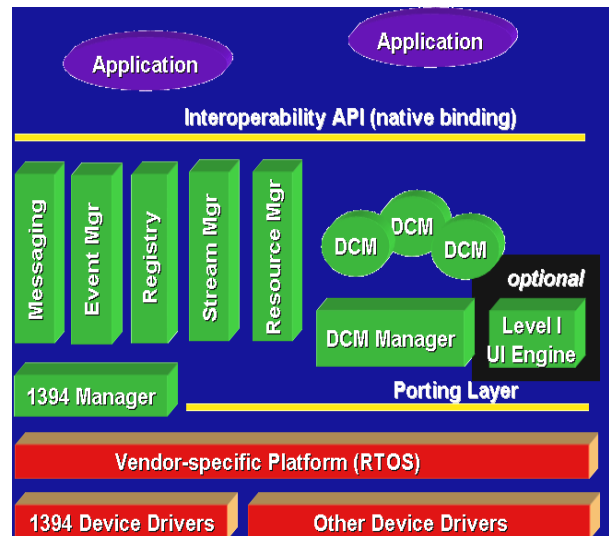 Application
Application
Interoperability API (native binding)
Messaging
Event Mgr
Registry
Stream Mgr
Resource Mgr
DCM
DCM
DCM
optional
DCM Manager
Level I
UI Engine
1394 Manager
Porting Layer
Vendor-specific Platform (RTOS)
1394 Device Drivers
Other Device Drivers